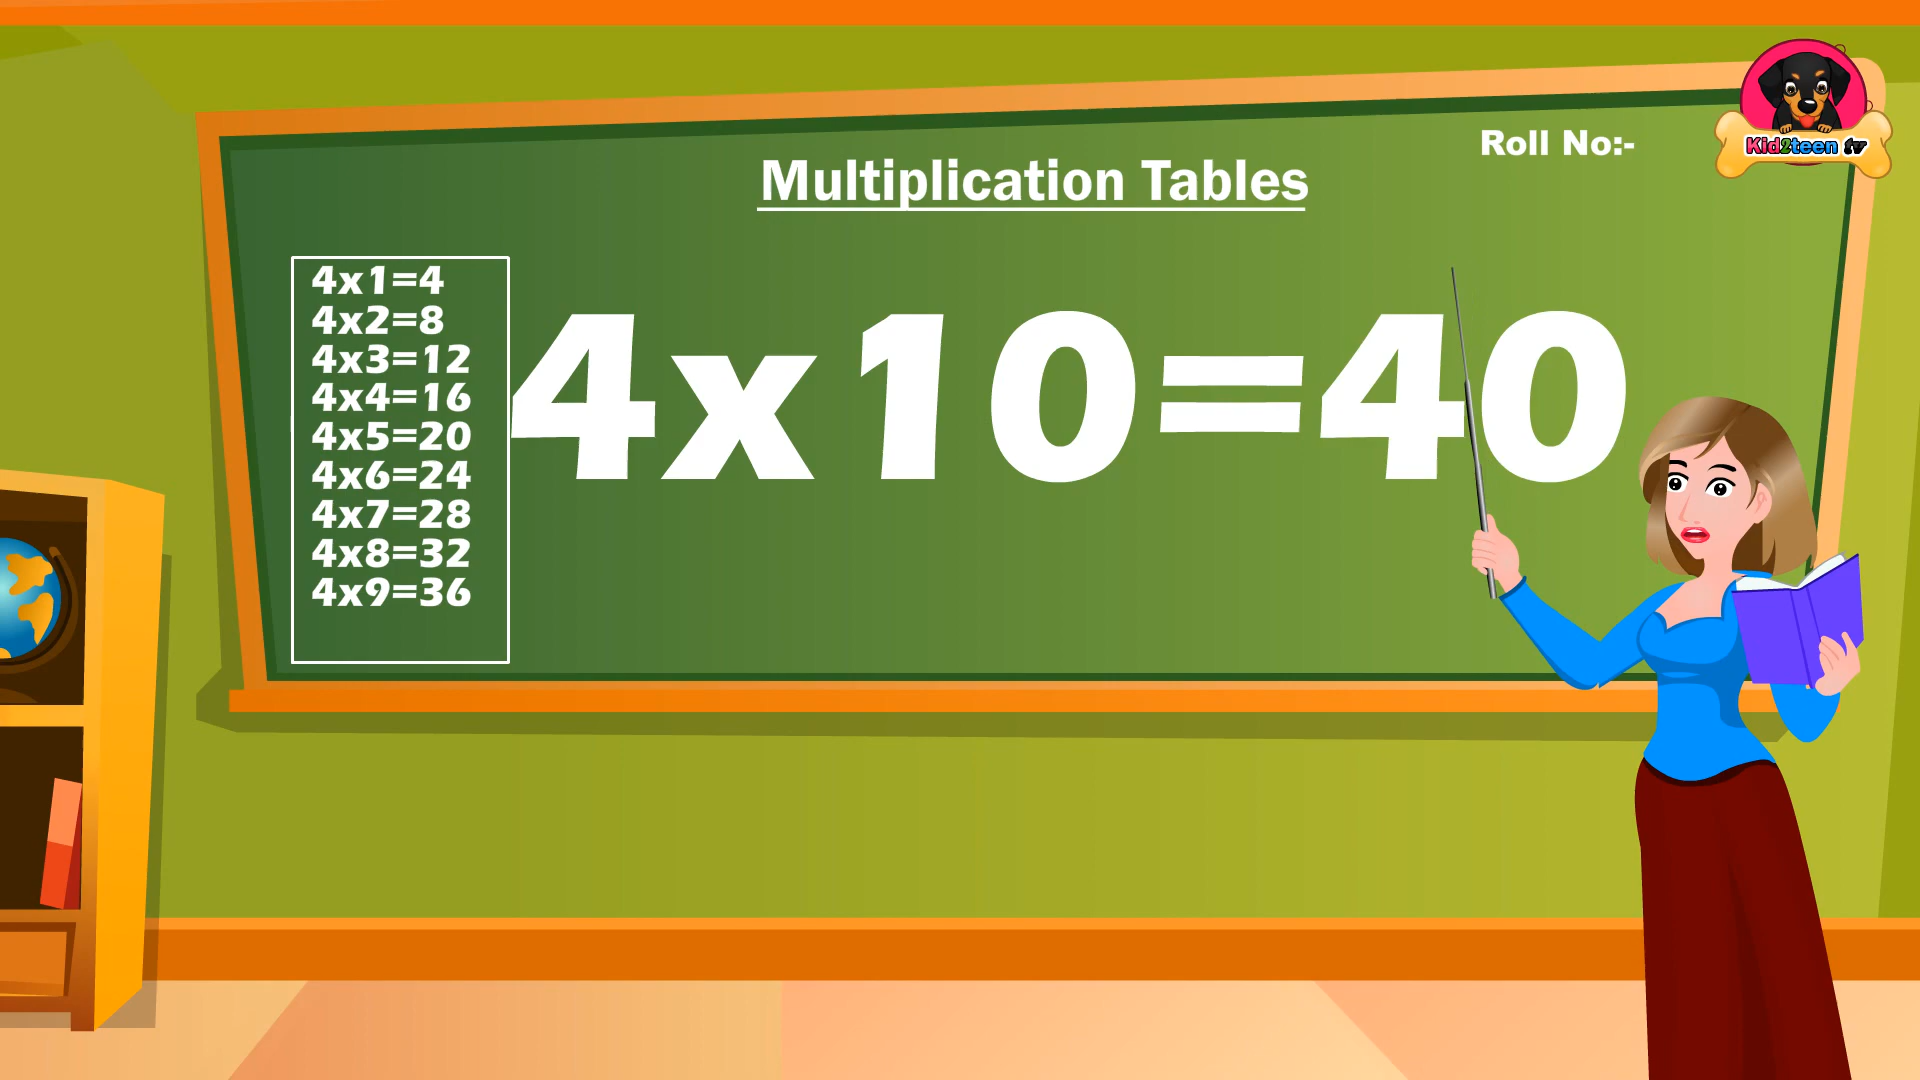 Kid2teen tv
Roll No:-
Multiplication Tables
4x1=4
4x2=8
4x3=12
4x4=16
4x5=20
4x6=24
4x7=28
4x8=32
4x9=36
4x10=40